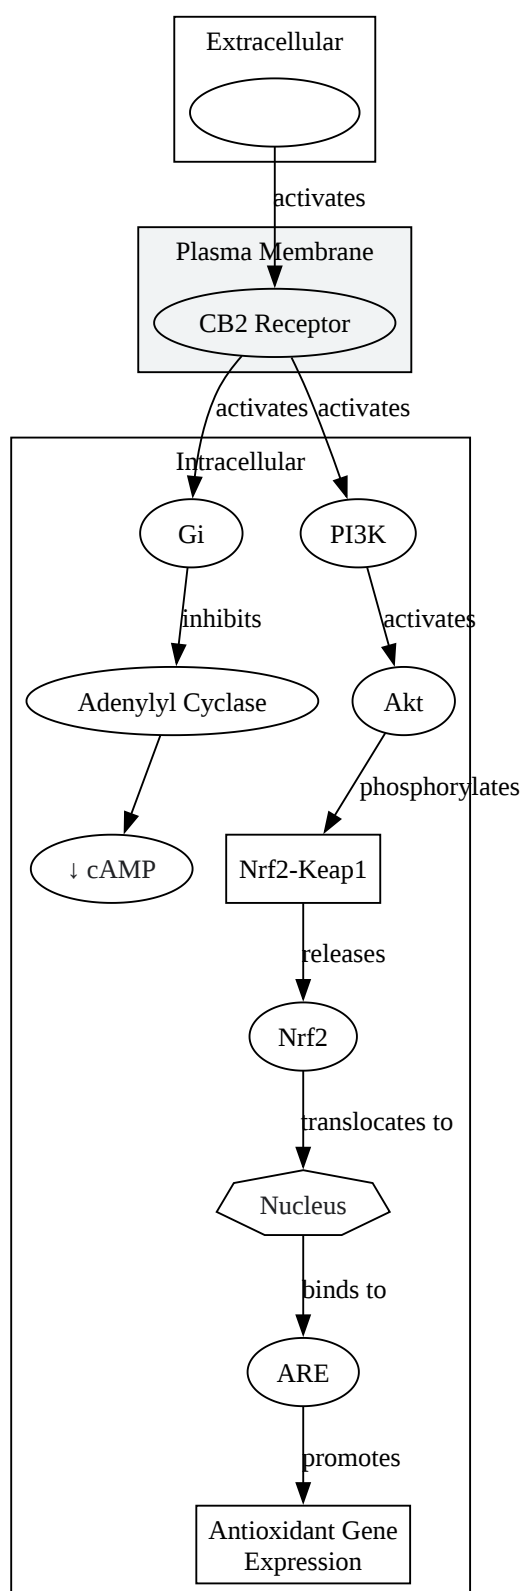 Extracellular
activates
Plasma Membrane
CB2 Receptor
activates
activates
Intracellular
Gi
PI3K
inhibits
activates
Adenylyl Cyclase
Akt
phosphorylates
↓ cAMP
Nrf2-Keap1
releases
Nrf2
translocates to
Nucleus
binds to
ARE
promotes
Antioxidant Gene
Expression